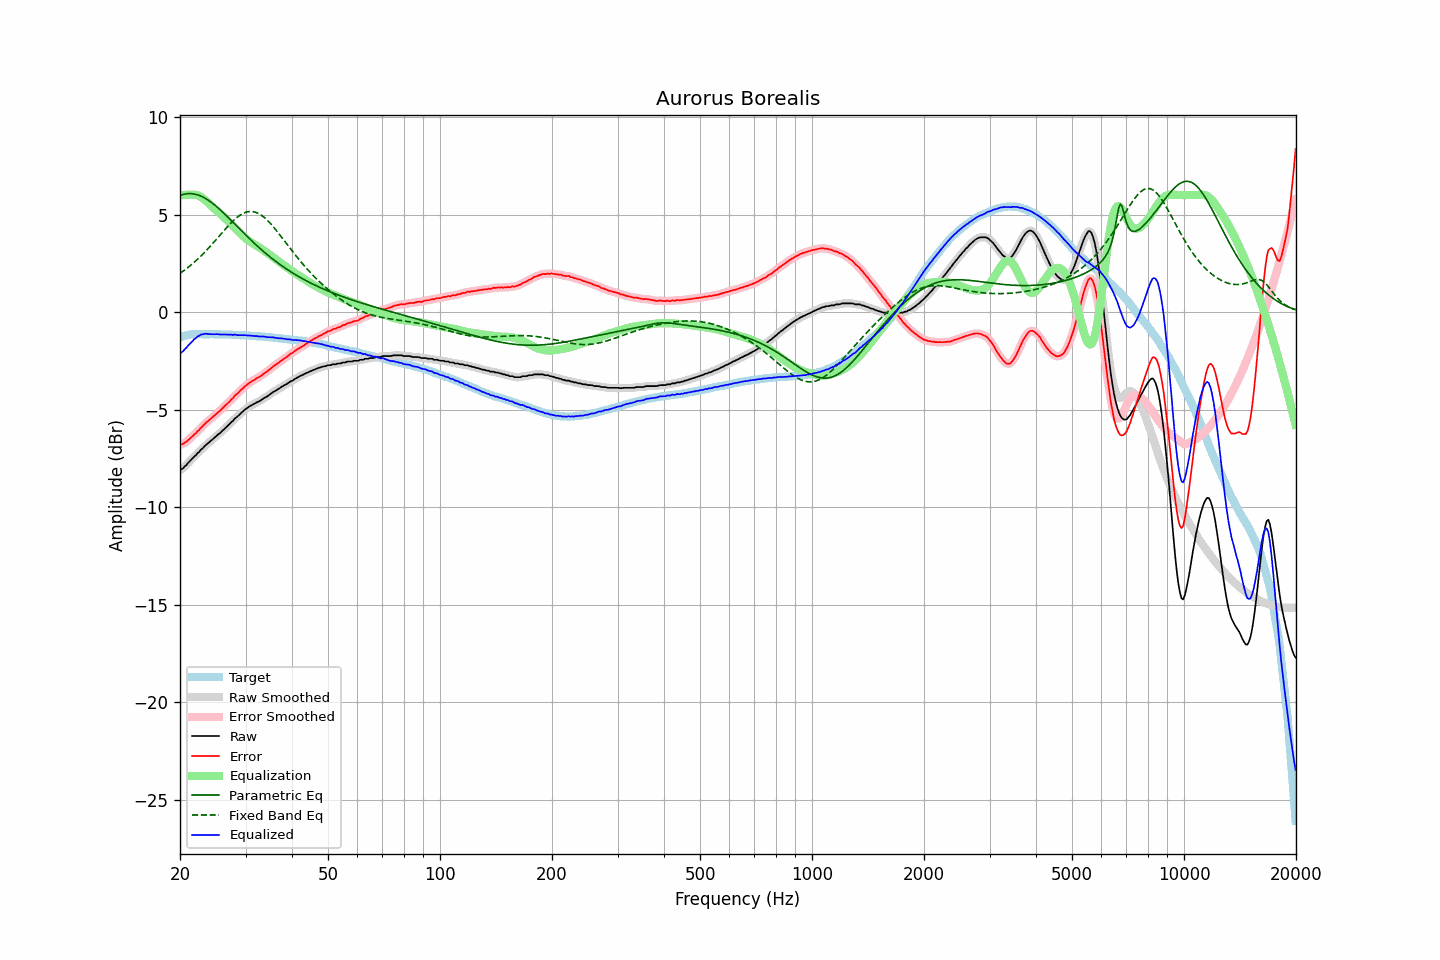 Aurorus Borealis
10
5
0
−5
−10
−15
−20
−25
Amplitude (dBr)
Target
Raw Smoothed
Error Smoothed
Raw
Error
Equalization
Parametric Eq
Fixed Band Eq
Equalized
20 50 100 200 500 1000 2000 5000 10000 20000
Frequency (Hz)